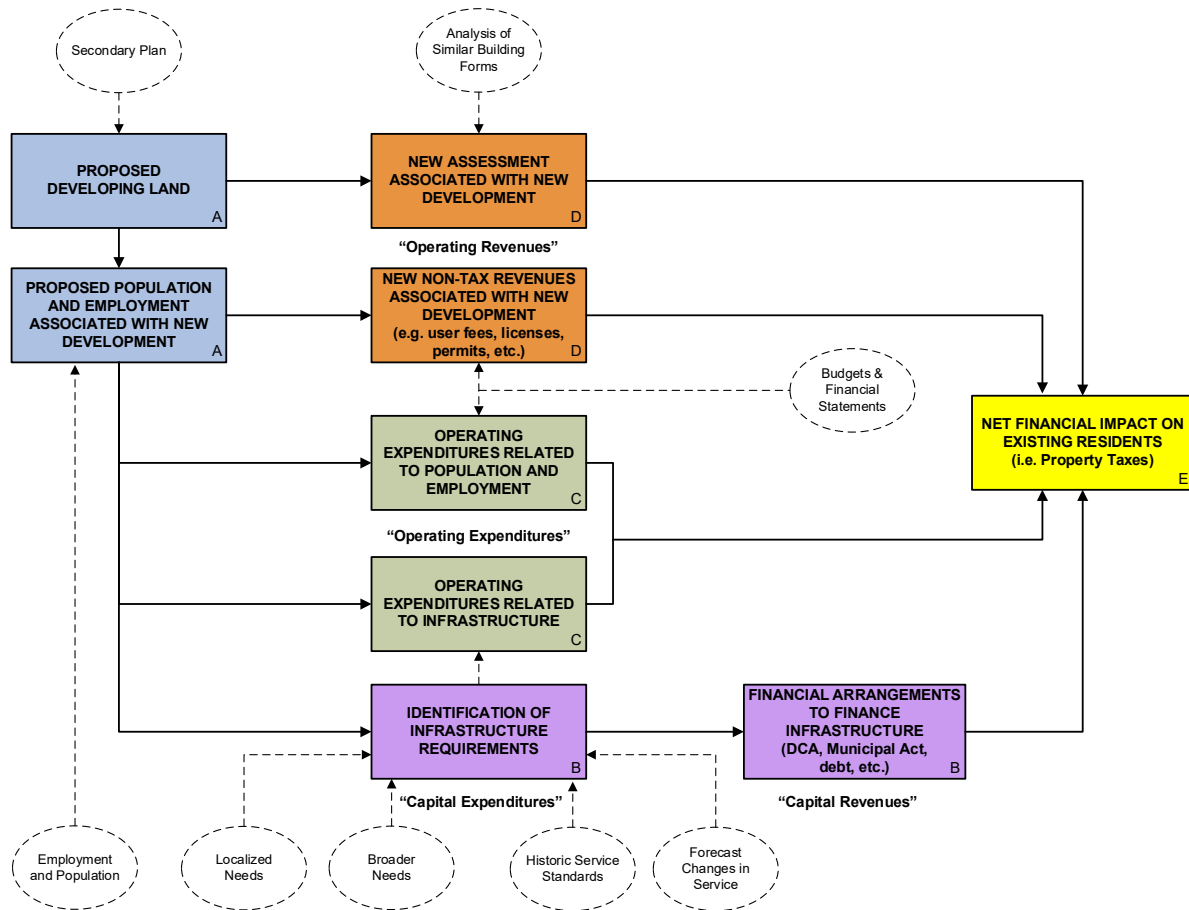 Secondary Plan
Analysis of
Similar Building
Forms
PROPOSED
DEVELOPING LAND
A
NEW ASSESSMENT
ASSOCIATED WITH NEW
DEVELOPMENT
D
“Operating Revenues”
PROPOSED POPULATION
AND EMPLOYMENT
ASSOCIATED WITH NEW
DEVELOPMENT
A
NEW NON-TAX REVENUES
ASSOCIATED WITH NEW
DEVELOPMENT
(e.g. user fees, licenses,
permits, etc.)
D
Budgets &
Financial
Statements
OPERATING
EXPENDITURES RELATED
TO POPULATION AND
EMPLOYMENT
C
NET FINANCIAL IMPACT ON
EXISTING RESIDENTS
(i.e. Property Taxes)
E
“Operating Expenditures”
OPERATING
EXPENDITURES RELATED
TO INFRASTRUCTURE
C
IDENTIFICATION OF
INFRASTRUCTURE
REQUIREMENTS
B
FINANCIAL ARRANGEMENTS
TO FINANCE
INFRASTRUCTURE
(DCA, Municipal Act,
debt, etc.)
B
“Capital Expenditures”
“Capital Revenues”
Employment
and Population
Localized
Needs
Broader
Needs
Historic Service
Standards
Forecast
Changes in
Service